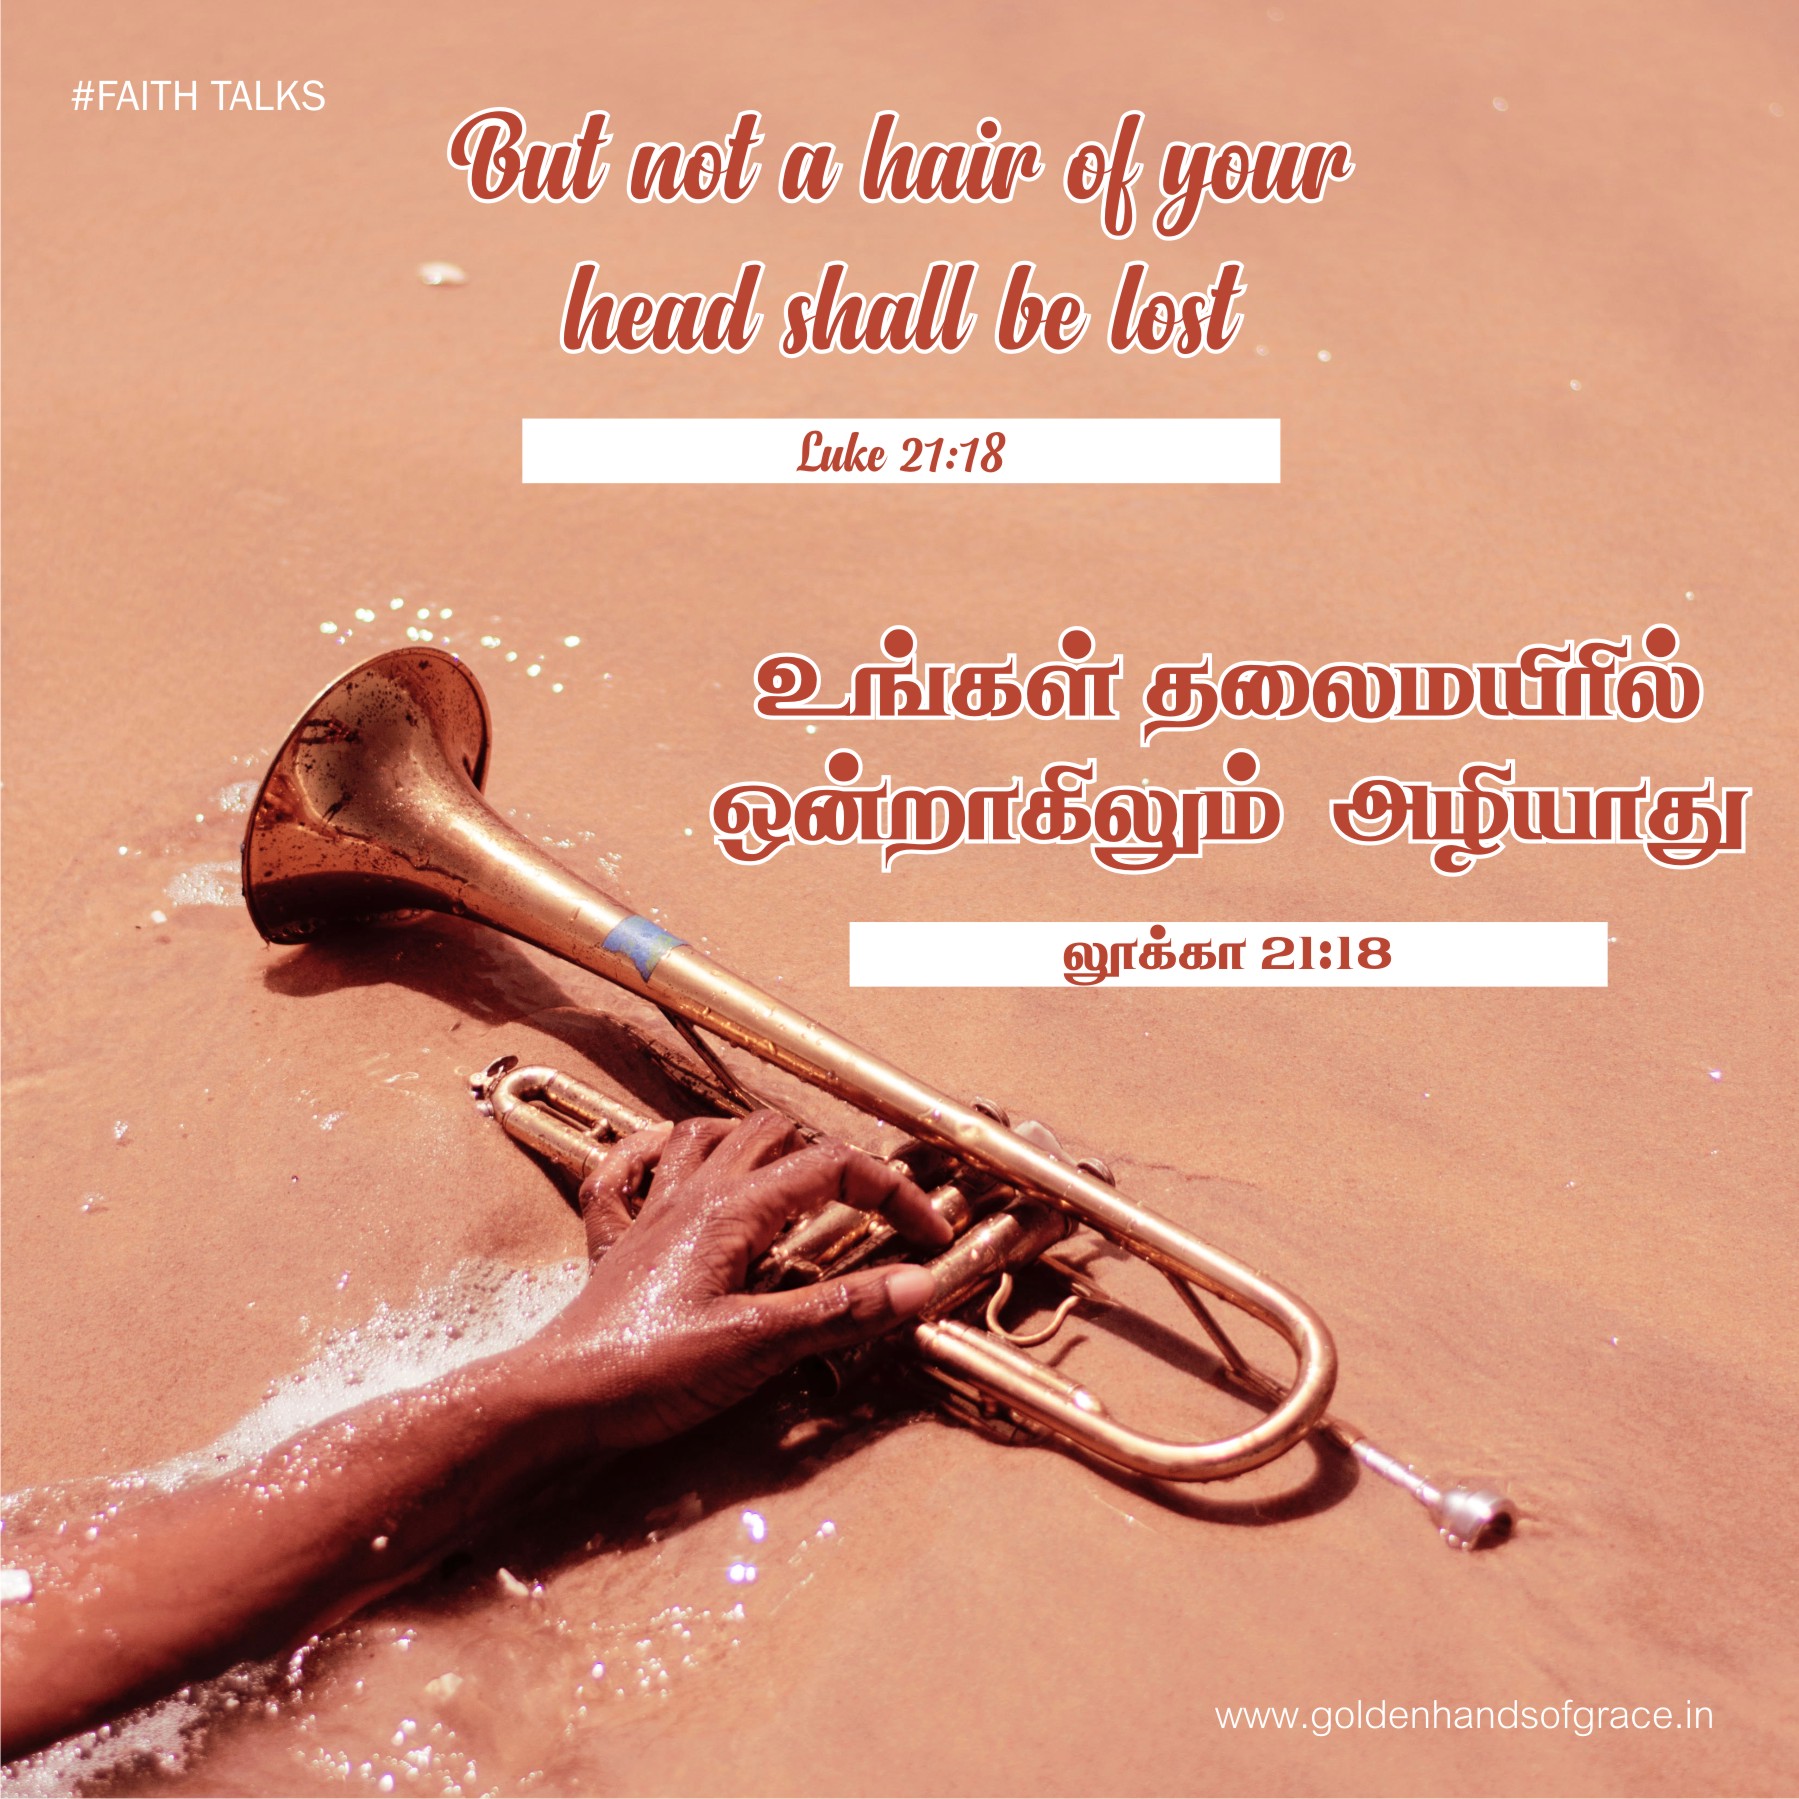 #FAITH TALKS
But not a hair of your
head shall be lost
Luke 21:18
உங்கள் தலைமயிரில்
ஒன்றாகிலும் அழியாது
லூக்கா 21:18
www.goldenhandsofgrace.in